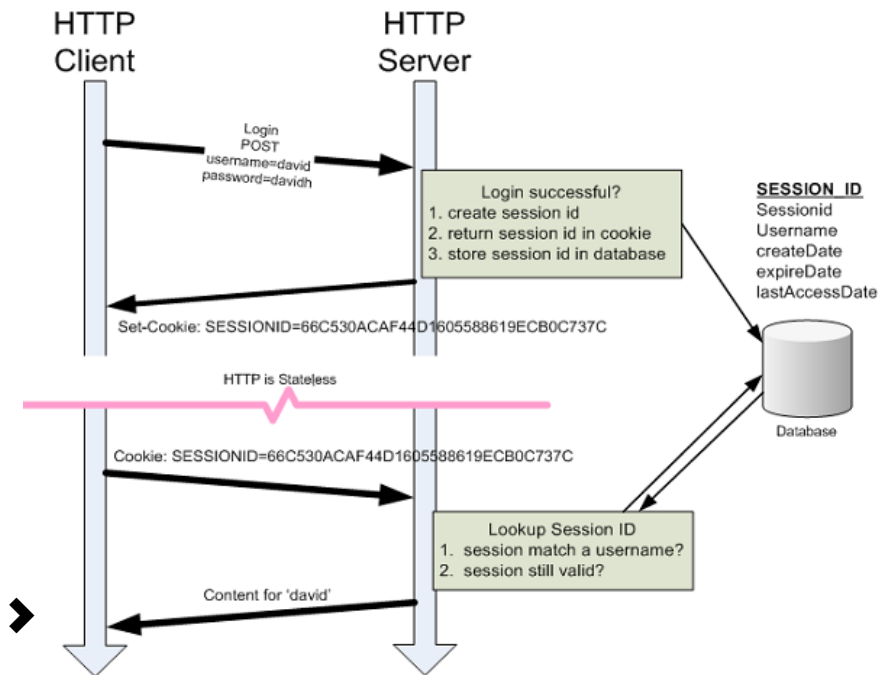 HTTP
Client
HTTP
Server
Login
POST
username=david
password=davidh
Login successful?
1. create session id
2. return session id in cookie
3. store session id in database
SESSION_ID
Sessionid
Username
createDate
expireDate
lastAccessDate
Set-Cookie: SESSIONID=66C530ACAF44D1605588619ECB0C737C
HTTP is Stateless
Database
Cookie: SESSIONID=66C530ACAF44D1605588619ECB0C737C
Lookup Session ID
1. session match a username?
2. session still valid?
Content for 'david'